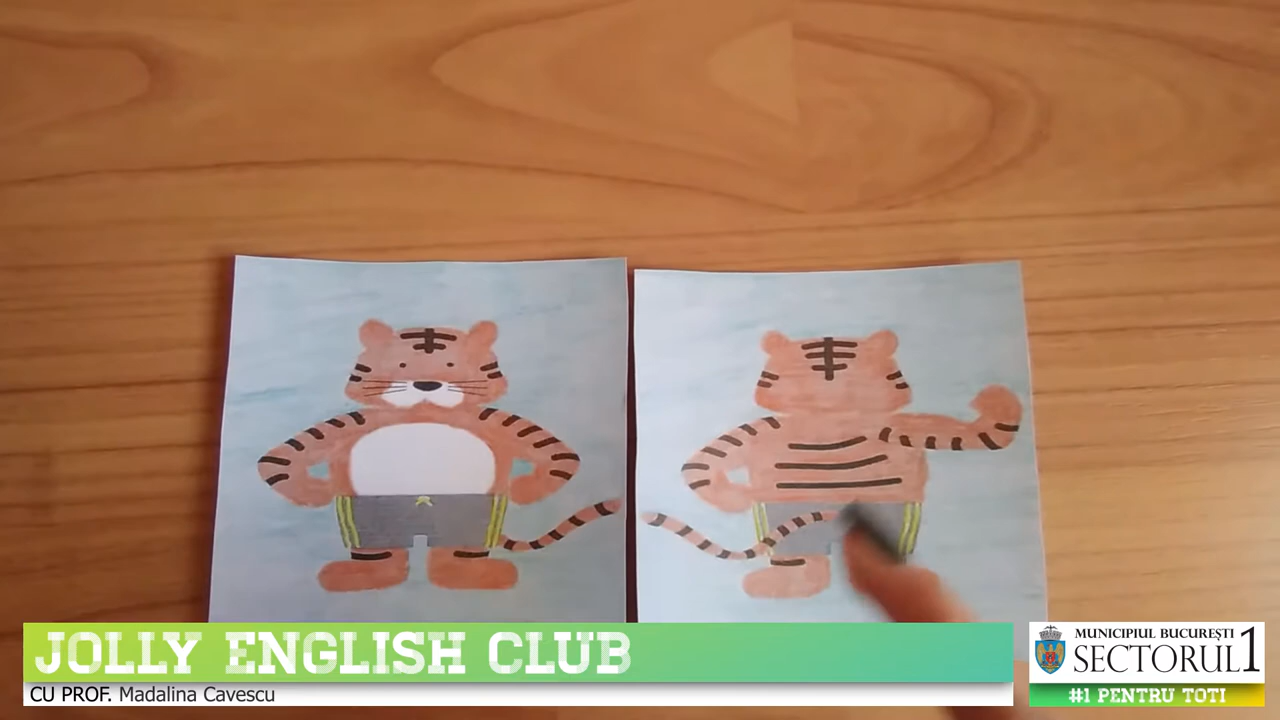 JOLLY ENGLISH CLUB
CU PROF. Madalina Cavescu
MUNICIPIUL BUCUREȘTI
SECTORUL 1
#1 PENTRU TOTI